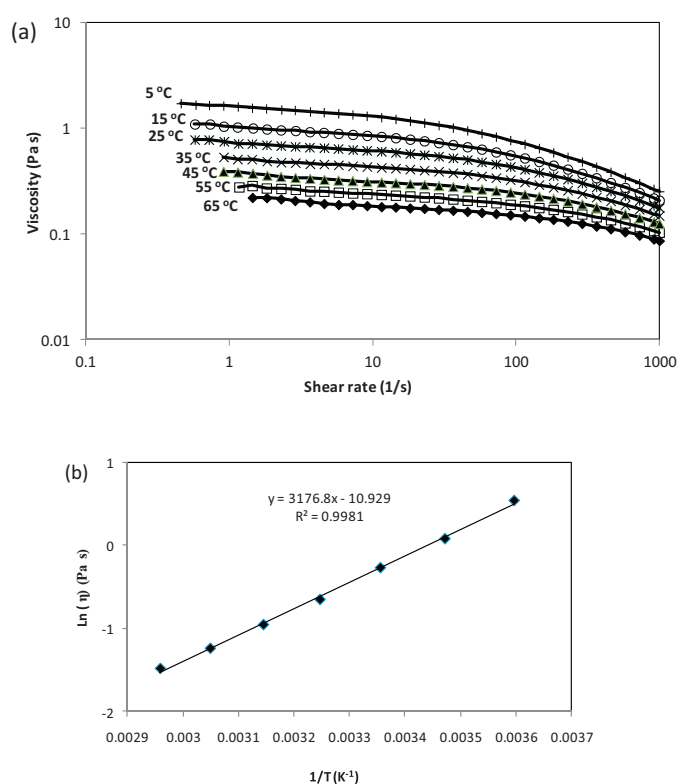 (a)
10
1
0.1
0.01
Viscosity (Pa s)
5 °C
15 °C
25 °C
35 °C
45 °C
55 °C
65 °C
0.1 1 10 100 1000
Shear rate (1/s)
(b)
1
0
-1
-2
Ln ( η) (Pa s)
y = 3176.8x - 10.929
R² = 0.9981
0.0029 0.003 0.0031 0.0032 0.0033 0.0034 0.0035 0.0036 0.0037
1/T(K⁻¹)